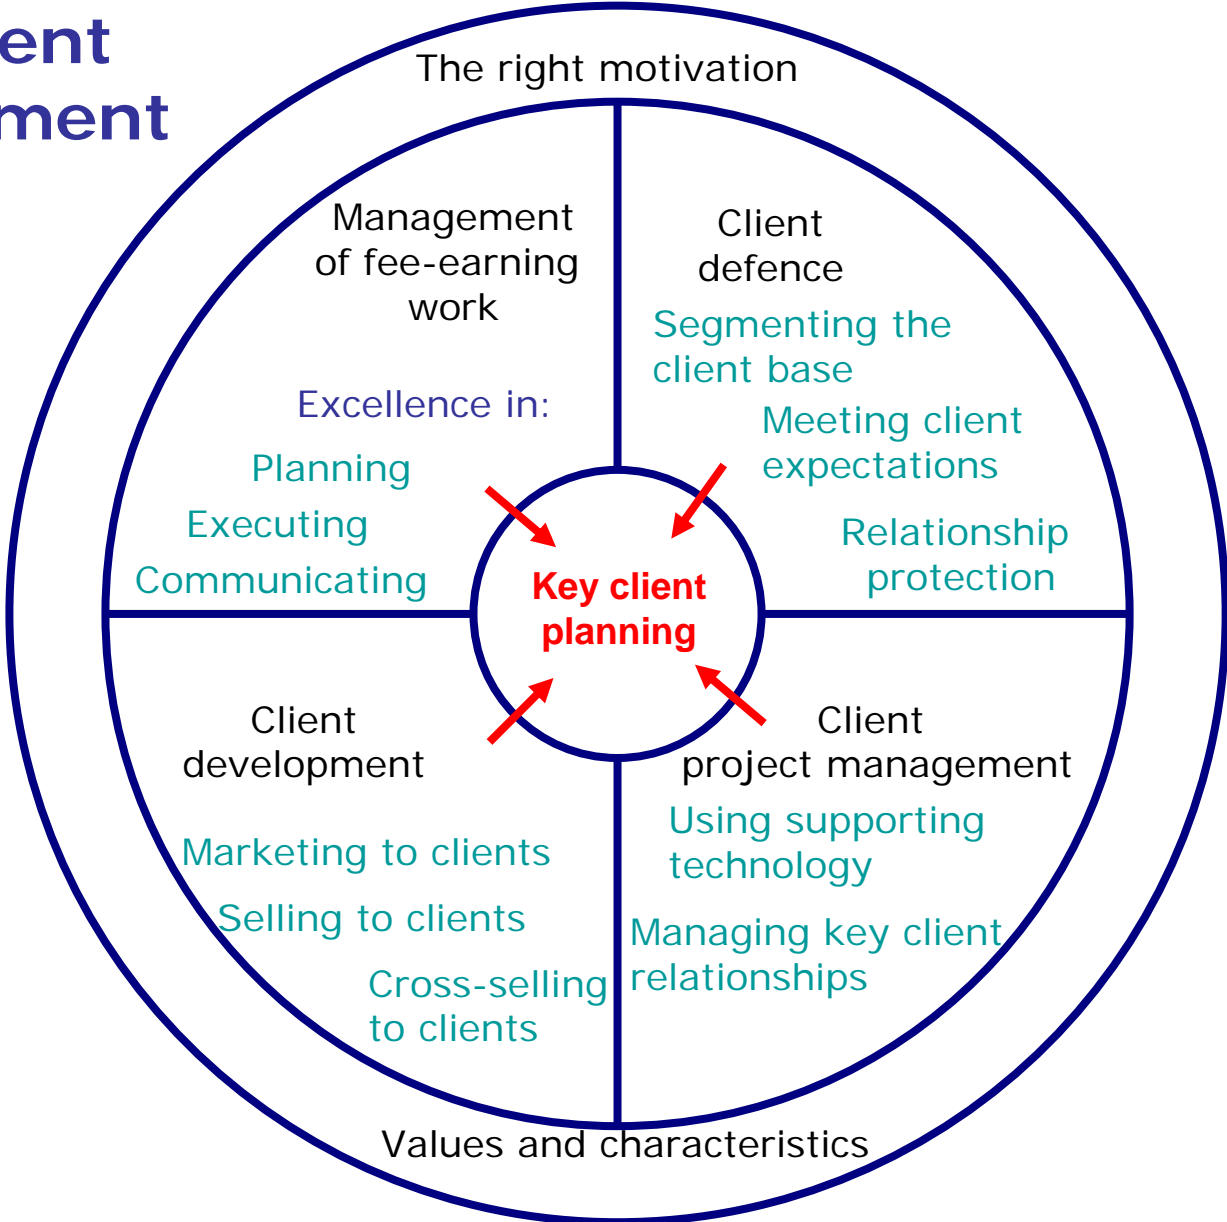 ent
ment
The right motivation
Management
of fee-earning
work
Excellence in:
Planning
Executing
Communicating
Client
defence
Segmenting the
client base
Meeting client
expectations
Relationship
protection
Key client
planning
Client
development
Marketing to clients
Selling to clients
Cross-selling
to clients
Client
project management
Using supporting
technology
Managing key client
relationships
Values and characteristics